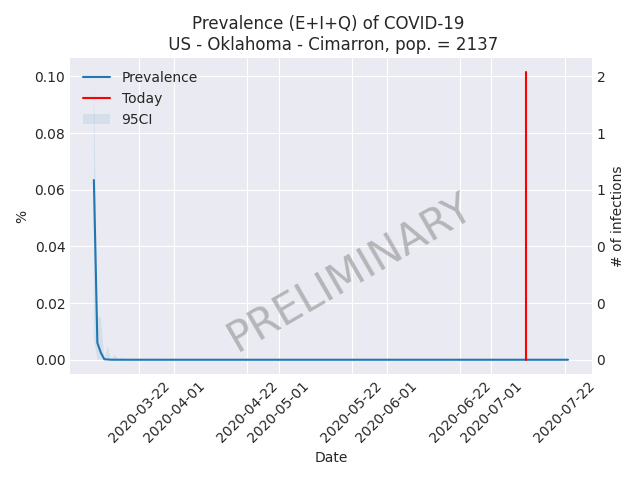 Prevalence (E+I+Q) of COVID-19
US - Oklahoma - Cimarron, pop. = 2137
Prevalence
Today
95CI
PRELIMINARY
%
0.10
0.08
0.06
0.04
0.02
0.00
# of infections
2
1
1
0
0
0
2020-03-22
2020-04-01
2020-04-22
2020-05-01
2020-05-22
2020-06-01
2020-06-22
2020-07-01
2020-07-22
Date